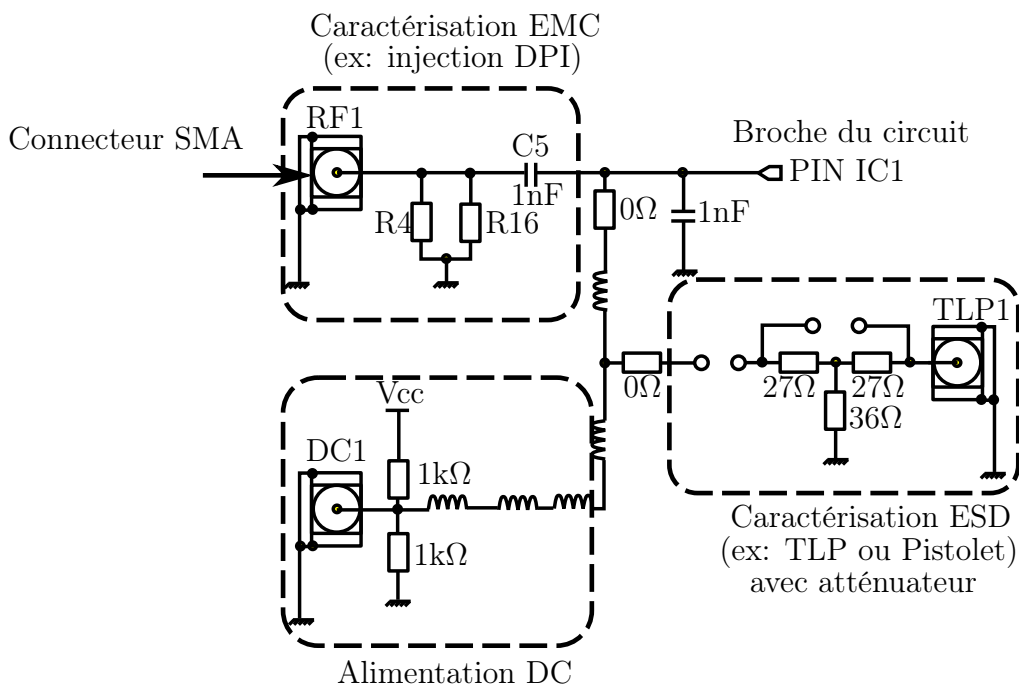 Caractérisation EMC
(ex: injection DPI)
RF1
Connecteur SMA
C5
1nF
R4
R16
Broche du circuit
PIN IC1
0Ω
1nF
TLP1
0Ω
27Ω
27Ω
36Ω
Vcc
DC1
1kΩ
1kΩ
Caractérisation ESD
(ex: TLP ou Pistolet)
avec atténuateur
Alimentation DC